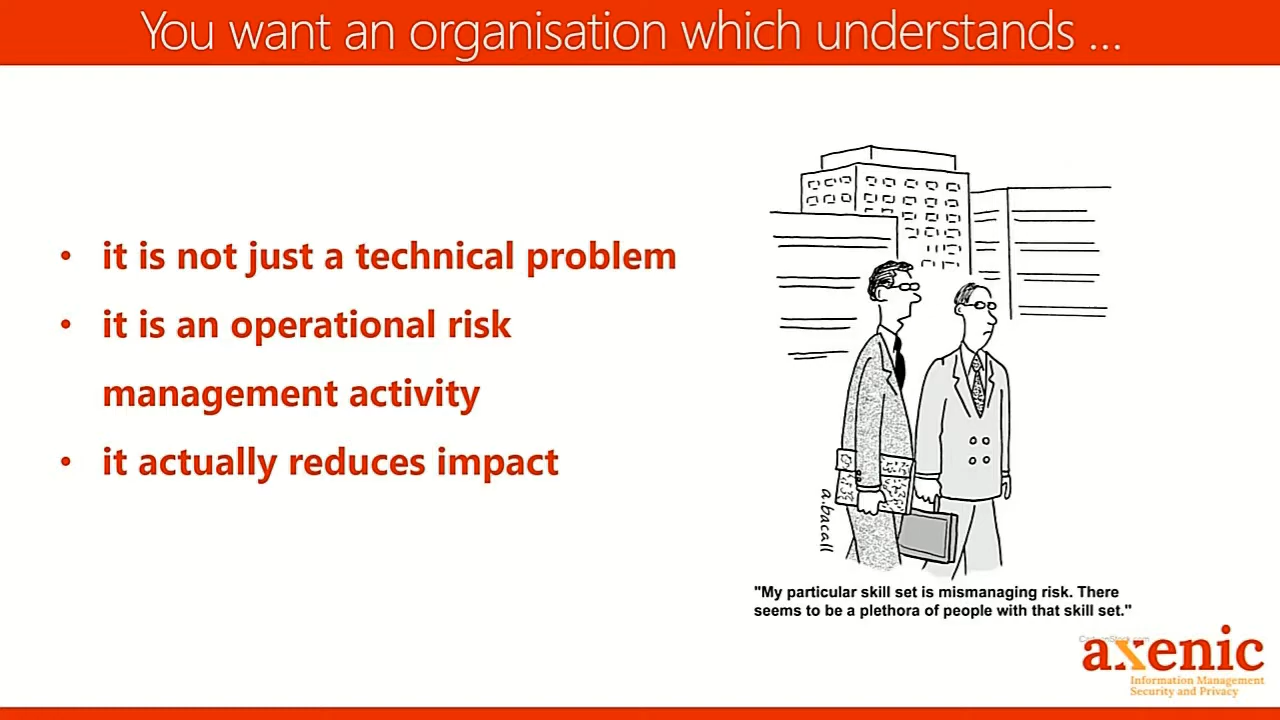 You want an organisation which understands ...
• it is not just a technical problem
• it is an operational risk
management activity
• it actually reduces impact
a.bacall
"My particular skill set is mismanaging risk. There
seems to be a plethora of people with that skill set."
CartoonStock.com
axenic
Information Management
Security and Privacy